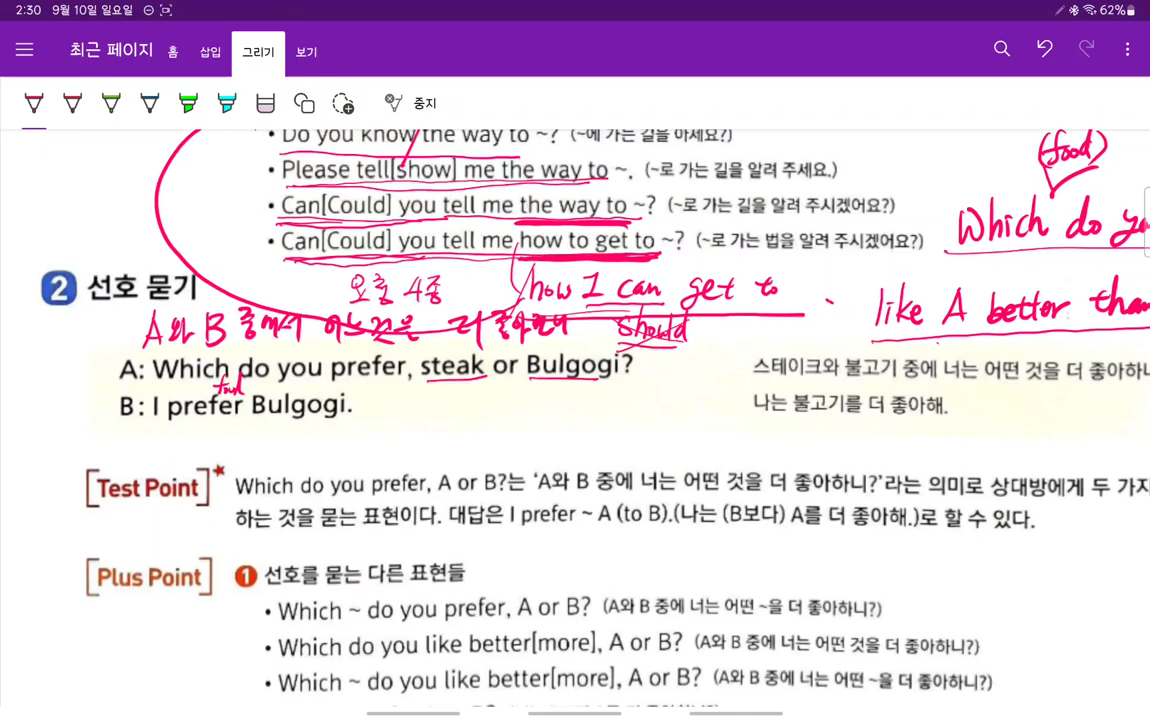 2:30 9월 10일 일요일 62%
최근 페이지 홈 삽입 그리기 보기
중지
• Do you know the way to ~? (~에 가는 길을 아세요?)
(food)
• Please tell[show] me the way to ~. (~로 가는 길을 알려 주세요.)
• Can[Could] you tell me the way to ~? (~로 가는 길을 알려 주시겠어요?)
Which do yo
• Can[Could] you tell me how to get to ~? (~로 가는 법을 알려 주시겠어요?)
2 선호 묻기
how I can get to
should
like A better than
A와 B 중에서 어느것은 더
A: Which do you prefer, steak or Bulgogi? 스테이크와 불고기 중에 너는 어떤 것을 더 좋아하니
food
B: I prefer Bulgogi. 나는 불고기를 더 좋아해.
[Test Point]★ Which do you prefer, A or B?는 'A와 B 중에 너는 어떤 것을 더 좋아하니?'라는 의미로 상대방에게 두 가지
하는 것을 묻는 표현이다. 대답은 I prefer ~ A (to B).(나는 (B보다) A를 더 좋아해.)로 할 수 있다.
[Plus Point] 1 선호를 묻는 다른 표현들
• Which ~ do you prefer, A or B? (A와 B 중에 너는 어떤 ~을 더 좋아하니?)
• Which do you like better[more], A or B? (A와 B 중에 너는 어떤 것을 더 좋아하니?)
• Which ~ do you like better[more], A or B? (A와 B 중에 너는 어떤 ~을 더 좋아하니?)